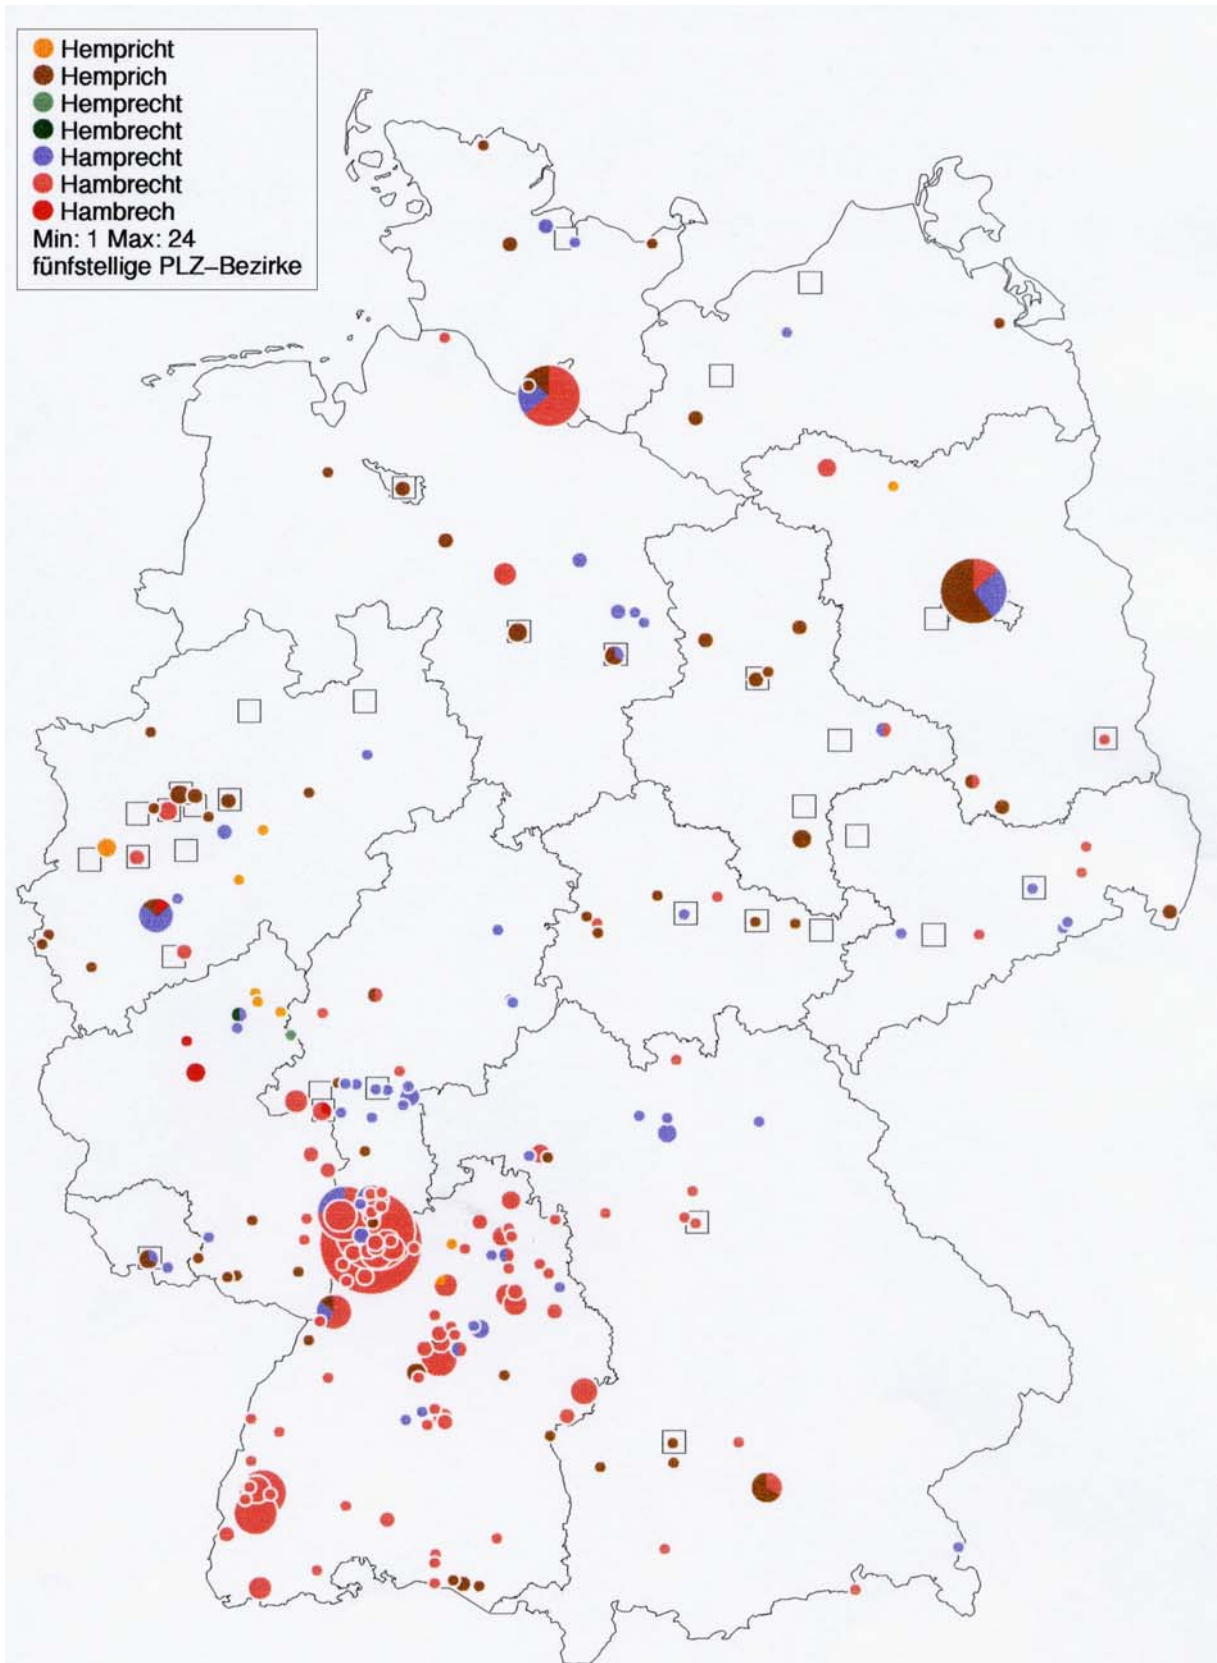 Hempricht
Hemprich
Hemprecht
Hembrecht
Hamprecht
Hambrecht
Hambrech
Min: 1 Max: 24
fünfstellige PLZ–Bezirke